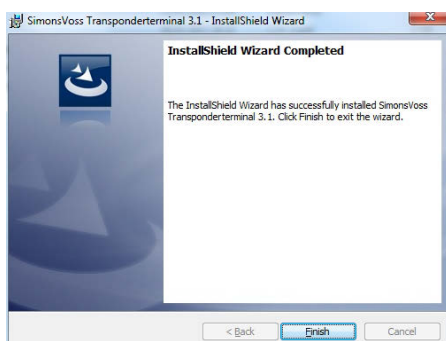 SimonsVoss Transponderterminal 3.1 - InstallShield Wizard
InstallShield Wizard Completed
The InstallShield Wizard has successfully installed SimonsVoss
Transponderterminal 3.1. Click Finish to exit the wizard.
< Back
Finish
Cancel